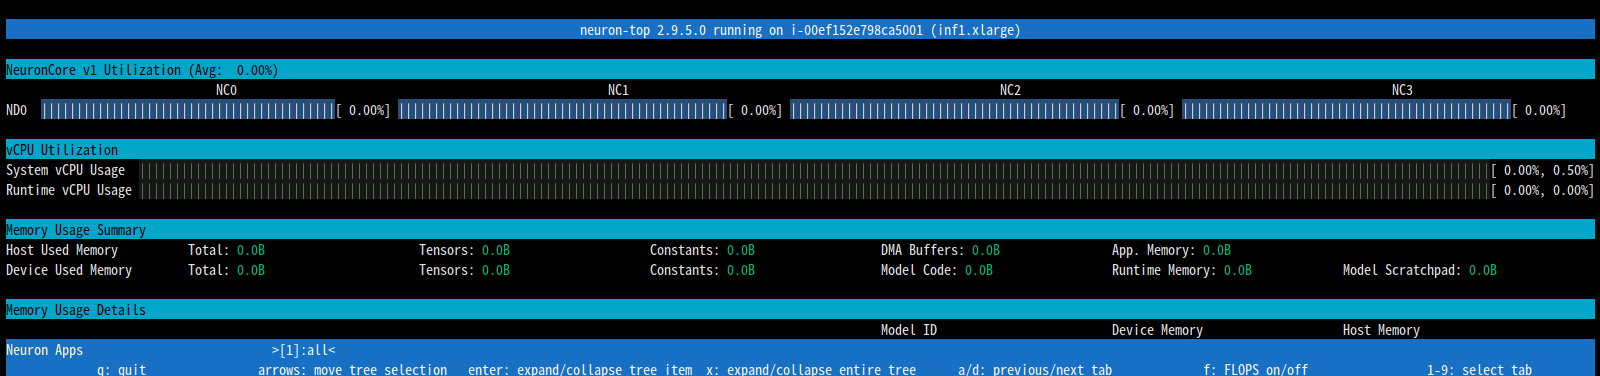 neuron-top 2.9.5.0 running on i-00ef152e798ca5001 (inf1.xlarge)
NeuronCore v1 Utilization (Avg:  0.00%)
NC0 NC1 NC2 NC3
ND0 [ 0.00%] [ 0.00%] [ 0.00%] [ 0.00%]
vCPU Utilization
System vCPU Usage [ 0.00%, 0.50%]
Runtime vCPU Usage [ 0.00%, 0.00%]
Memory Usage Summary
Host Used Memory Total: 0.0B Tensors: 0.0B Constants: 0.0B DMA Buffers: 0.0B App. Memory: 0.0B
Device Used Memory Total: 0.0B Tensors: 0.0B Constants: 0.0B Model Code: 0.0B Runtime Memory: 0.0B Model Scratchpad: 0.0B
Memory Usage Details
Model ID Device Memory Host Memory
Neuron Apps >[1]:all<
q: quit arrows: move tree selection enter: expand/collapse tree item x: expand/collapse entire tree a/d: previous/next tab f: FLOPS on/off 1-9: select tab